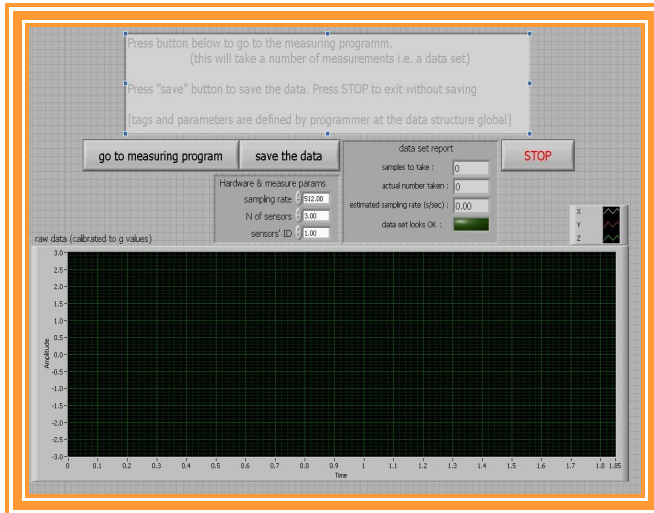 Press button below to go to the measuring programm.
(this will take a number of measurements i.e. a data set)
Press "save" button to save the data. Press STOP to exit without saving
[tags and parameters are defined by programmer at the data structure global]
go to measuring program
save the data
data set report
samples to take : 0
actual number taken : 0
estimated sampling rate (s/sec) : 0.00
data set looks OK :
STOP
Hardware & measure params
sampling rate 512.00
N of sensors 3.00
sensors' ID 1.00
X
Y
Z
raw data (calibrated to g values)
3.0
2.5
2.0
1.5
1.0
0.5
0.0
-0.5
-1.0
-1.5
-2.0
-2.5
-3.0
Amplitude
0 0.1 0.2 0.3 0.4 0.5 0.6 0.7 0.8 0.9 1 1.1 1.2 1.3 1.4 1.5 1.6 1.7 1.8 1.85
Time